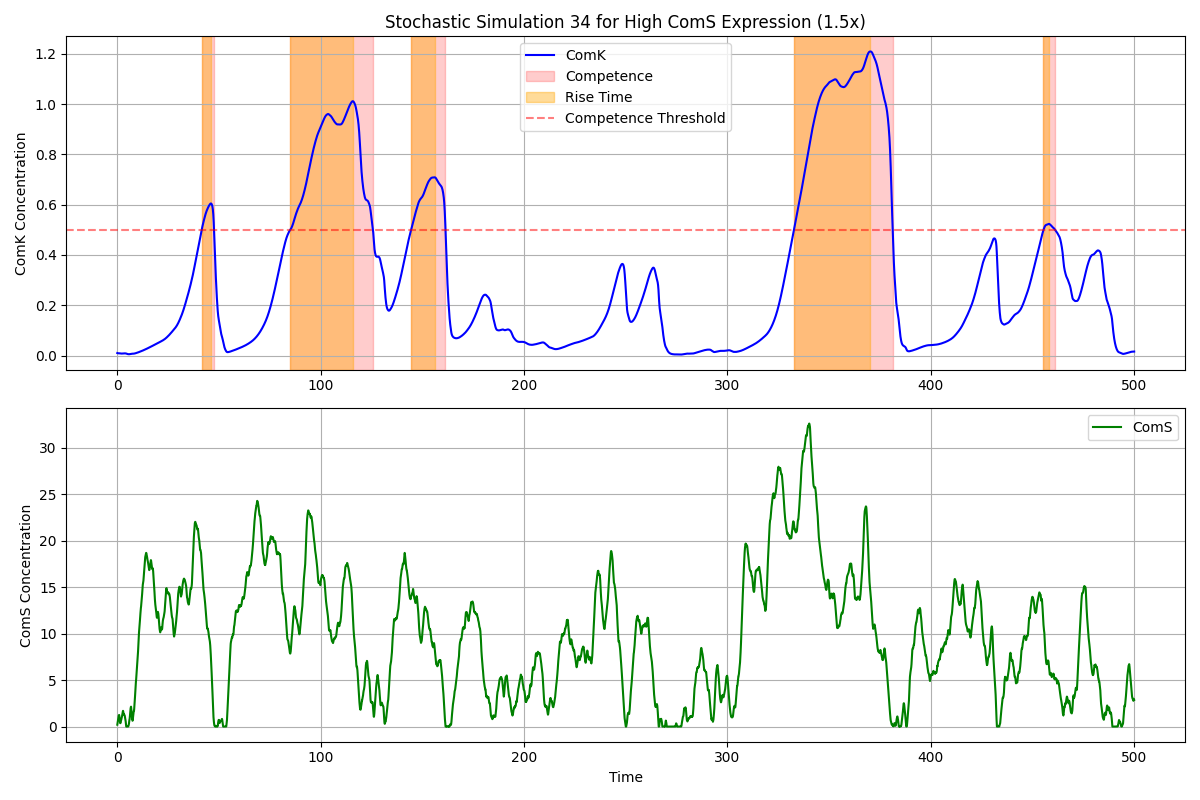 Stochastic Simulation 34 for High ComS Expression (1.5x)
ComK
Competence
Rise Time
Competence Threshold
ComK Concentration
1.2
1.0
0.8
0.6
0.4
0.2
0.0
0 100 200 300 400 500
ComS
ComS Concentration
30
25
20
15
10
5
0
0 100 200 300 400 500
Time